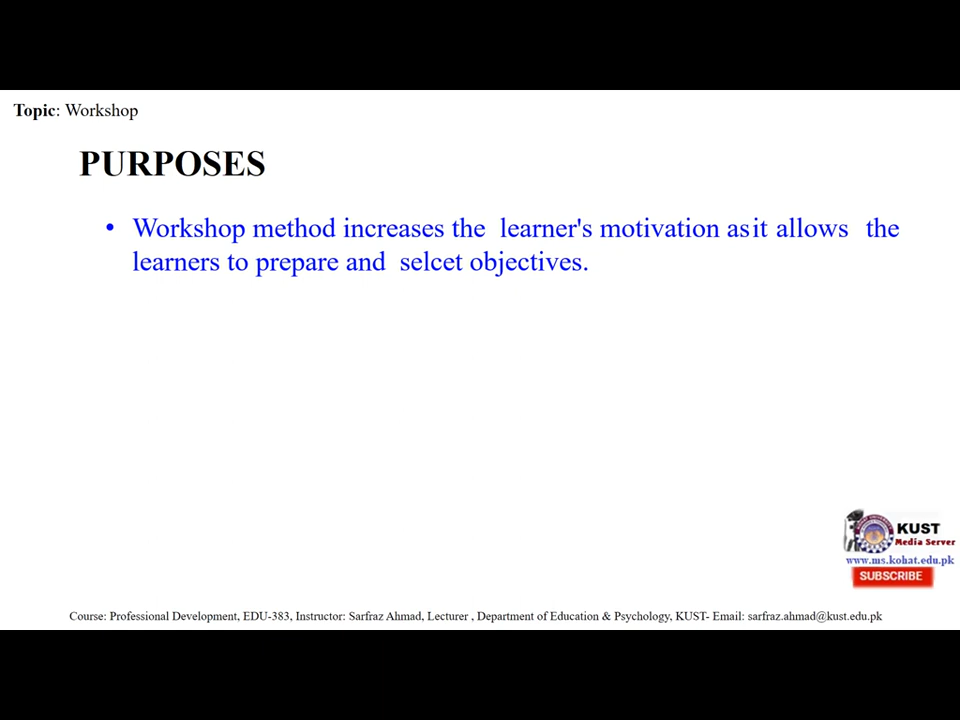 Topic: Workshop
PURPOSES
• Workshop method increases the learner's motivation as it allows the
learners to prepare and selcet objectives.
KUST
Media Server
www.ms.kohat.edu.pk
SUBSCRIBE
Course: Professional Development, EDU-383, Instructor: Sarfraz Ahmad, Lecturer , Department of Education & Psychology, KUST- Email: sarfraz.ahmad@kust.edu.pk